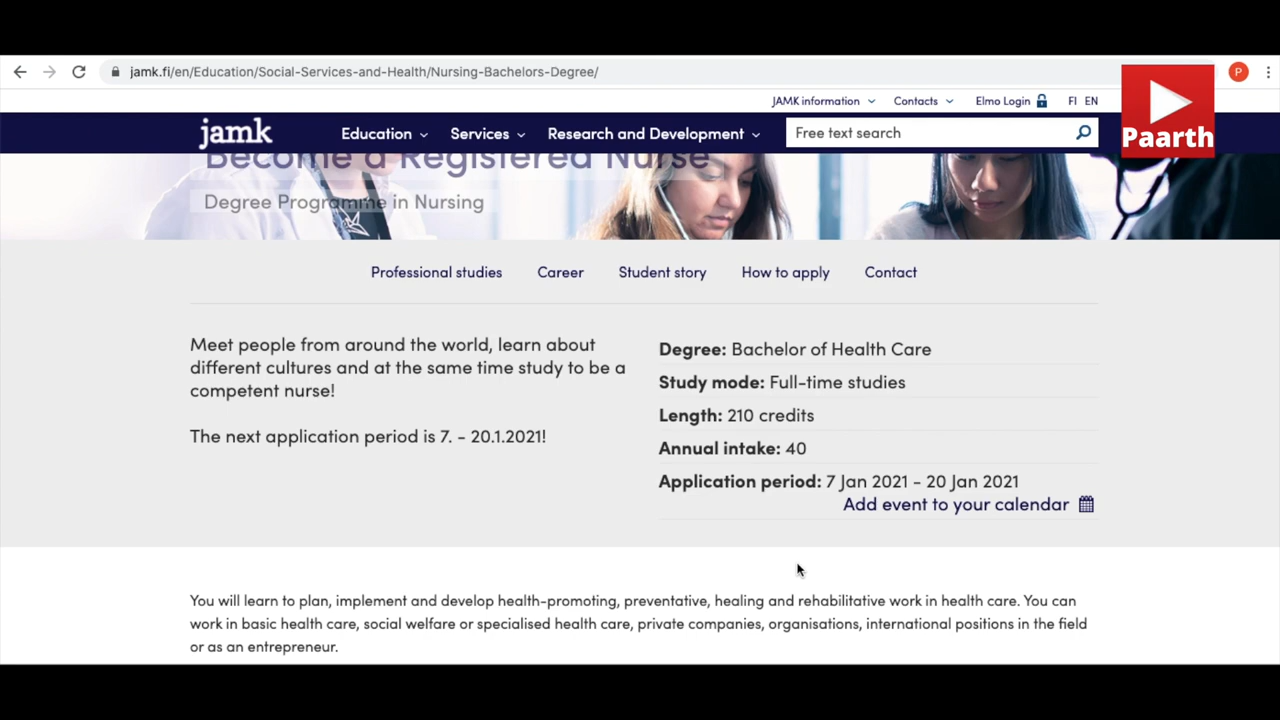 jamk.fi/en/Education/Social-Services-and-Health/Nursing-Bachelors-Degree/
P
JAMK information
Contacts
Elmo Login
FI EN
Paarth
jamk
Education
Services
Research and Development
Free text search
Become a Registered Nurse
Degree Programme in Nursing
Professional studies
Career
Student story
How to apply
Contact
Meet people from around the world, learn about
different cultures and at the same time study to be a
competent nurse!
The next application period is 7. - 20.1.2021!
Degree: Bachelor of Health Care
Study mode: Full-time studies
Length: 210 credits
Annual intake: 40
Application period: 7 Jan 2021 - 20 Jan 2021
Add event to your calendar
You will learn to plan, implement and develop health-promoting, preventative, healing and rehabilitative work in health care. You can
work in basic health care, social welfare or specialised health care, private companies, organisations, international positions in the field
or as an entrepreneur.